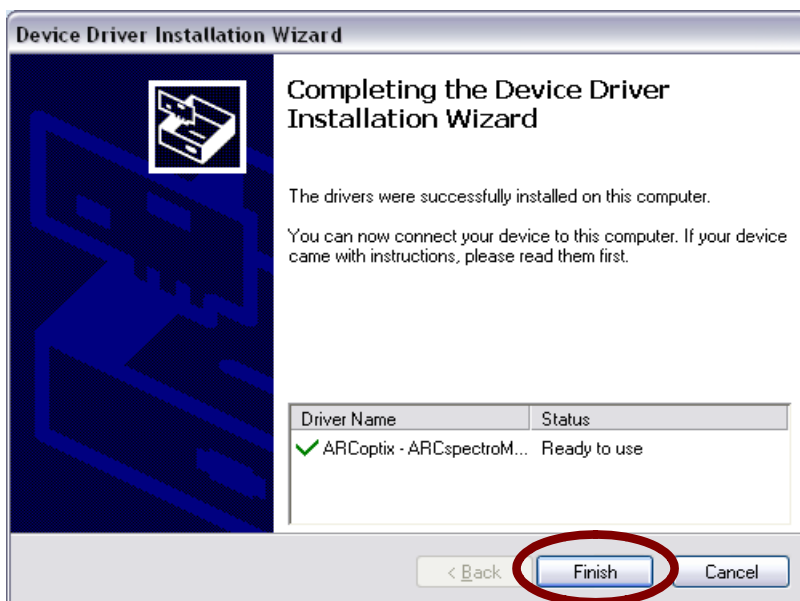 Device Driver Installation Wizard
Completing the Device Driver
Installation Wizard
The drivers were successfully installed on this computer.
You can now connect your device to this computer. If your device
came with instructions, please read them first.
Driver Name Status
ARCoptix - ARCspectroM... Ready to use
< Back Finish Cancel